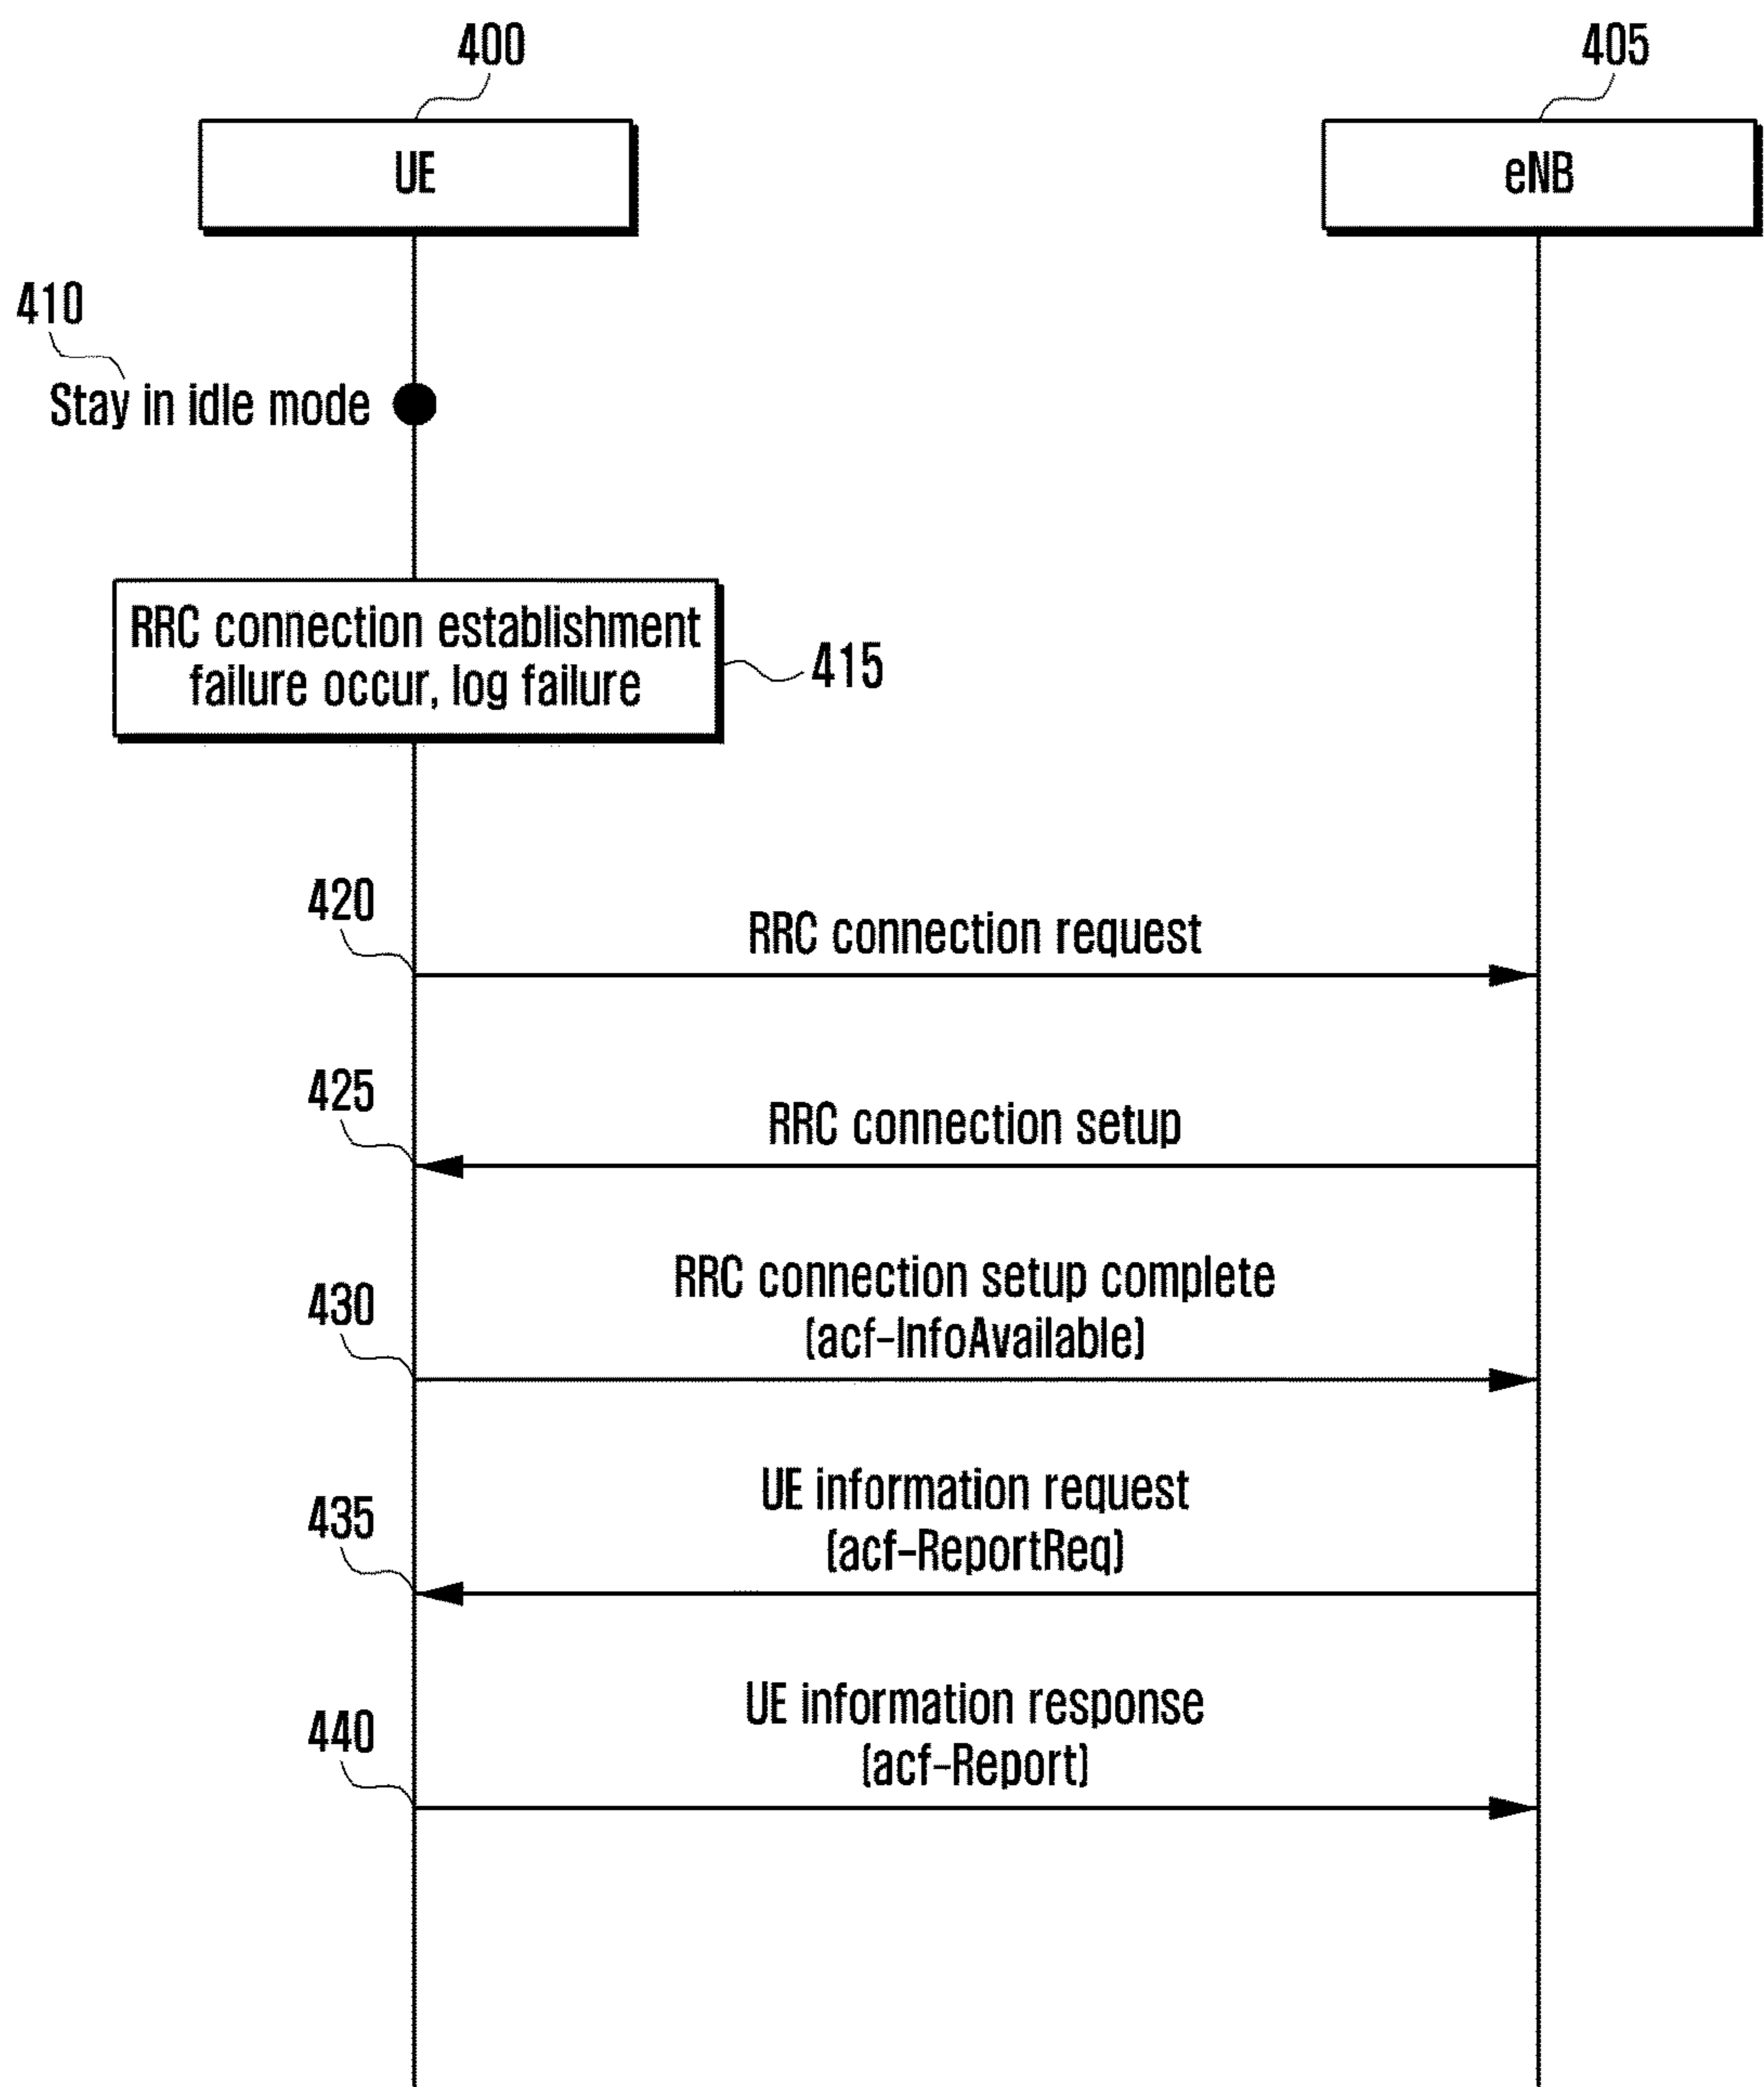 400
405
UE
eNB
410
Stay in idle mode
RRC connection establishment
failure occur, log failure
415
420
RRC connection request
425
RRC connection setup
RRC connection setup complete
430
(acf-InfoAvailable)
UE information request
435
(acf-ReportReq)
UE information response
440
(acf-Report)